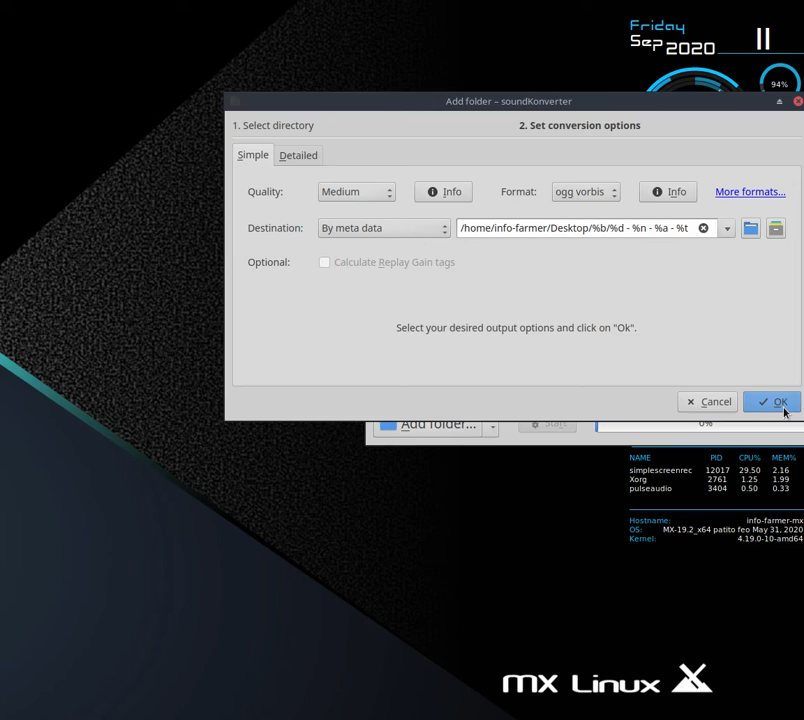 Friday
Sep 2020
11
94%
Add folder – soundKonverter
1. Select directory
2. Set conversion options
Simple
Detailed
Quality:
Medium
Info
Format:
ogg vorbis
Info
More formats...
Destination:
By meta data
/home/info-farmer/Desktop/%b/%d - %n - %a - %t
Optional:
Calculate Replay Gain tags
Select your desired output options and click on "Ok".
Cancel
OK
Add folder...
Start
0%
NAME PID CPU% MEM%
simplescreenrec 12017 29.50 2.16
Xorg 2761 1.25 1.99
pulseaudio 3404 0.50 0.33
Hostname: info-farmer-mx
OS: MX-19.2_x64 patito feo May 31, 2020
Kernel: 4.19.0-10-amd64
MX Linux